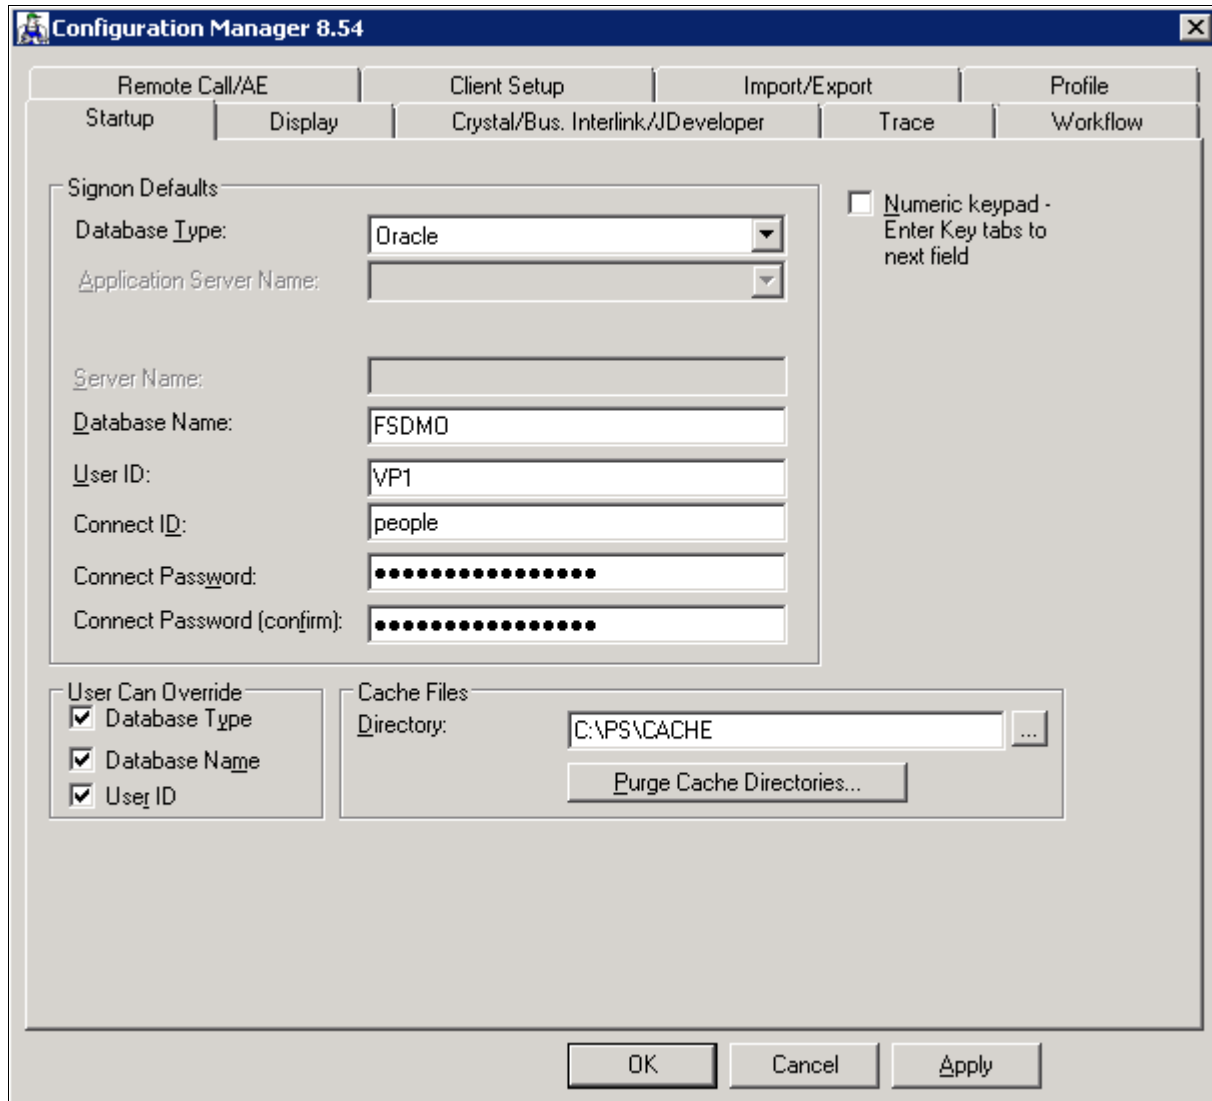 Configuration Manager 8.54
Remote Call/AE Client Setup Import/Export Profile
Startup Display Crystal/Bus. Interlink/JDeveloper Trace Workflow
Signon Defaults
Database Type: Oracle
Application Server Name:
Server Name:
Database Name: FSDMO
User ID: VP1
Connect ID: people
Connect Password: ••••••••••••••••
Connect Password (confirm): ••••••••••••••••
Numeric keypad -
Enter Key tabs to
next field
User Can Override
Database Type
Database Name
User ID
Cache Files
Directory: C:\PS\CACHE ...
Purge Cache Directories...
OK Cancel Apply